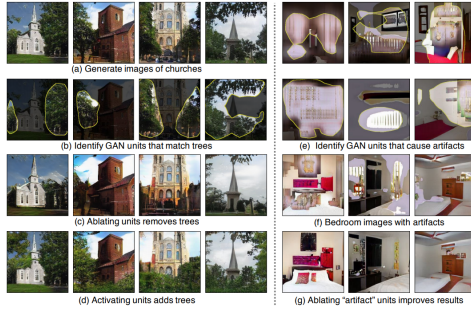 (a) Generate images of churches
(b) Identify GAN units that match trees
(c) Ablating units removes trees
(d) Activating units adds trees
(e) Identify GAN units that cause artifacts
(f) Bedroom images with artifacts
(g) Ablating “artifact” units improves results